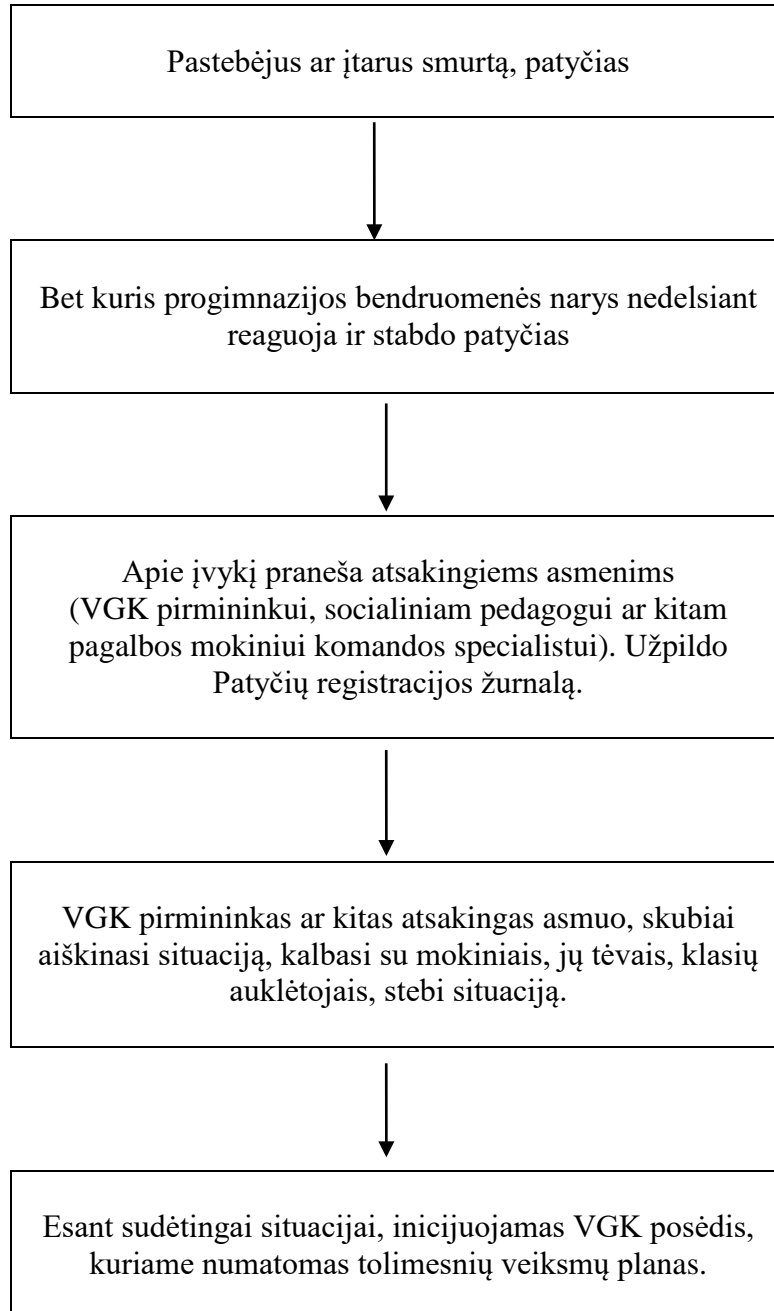 Pastebėjus ar įtarus smurtą, patyčias
Bet kuris progimnazijos bendruomenės narys nedelsiant
reaguoja ir stabdo patyčias
Apie įvykį praneša atsakingiems asmenims
(VGK pirmininkui, socialiniam pedagogui ar kitam
pagalbos mokiniui komandos specialistui). Užpildo
Patyčių registracijos žurnalą.
VGK pirmininkas ar kitas atsakingas asmuo, skubiai
aiškinasi situaciją, kalbasi su mokiniais, jų tėvais, klasių
auklėtojais, stebi situaciją.
Esant sudėtingai situacijai, inicijuojamas VGK posėdis,
kuriame numatomas tolimesnių veiksmų planas.